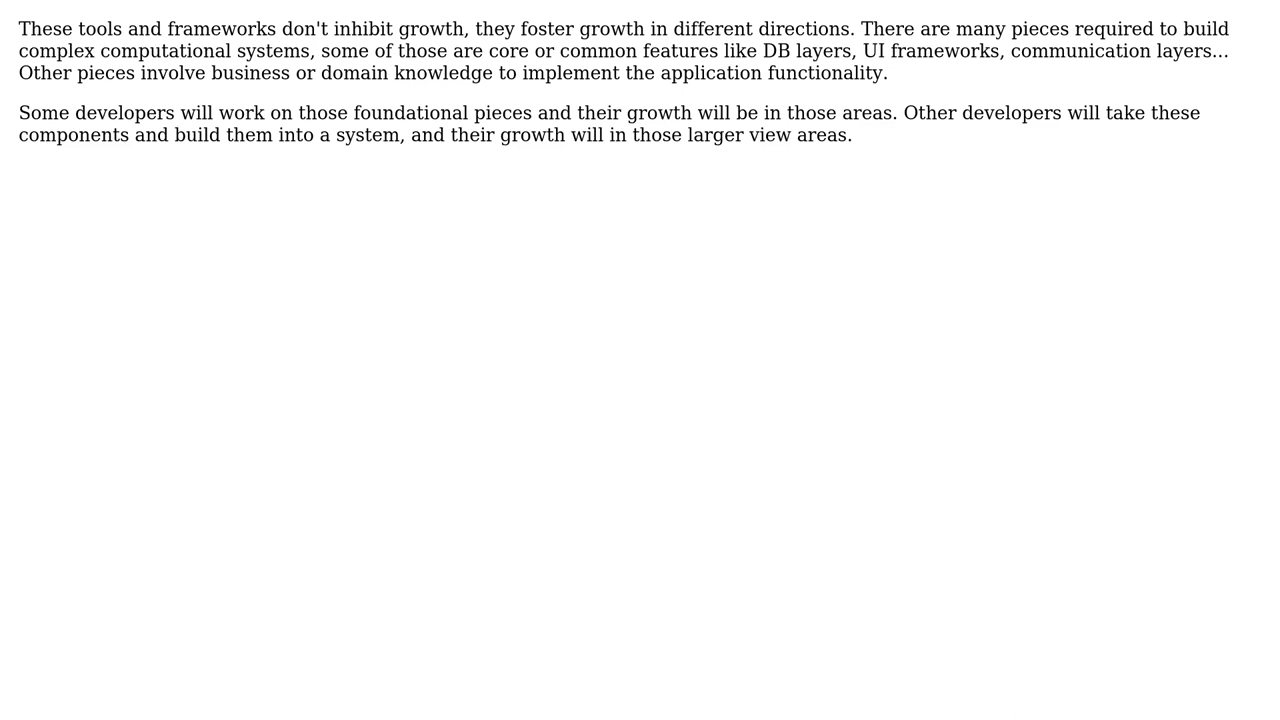 These tools and frameworks don't inhibit growth, they foster growth in different directions. There are many pieces required to build
complex computational systems, some of those are core or common features like DB layers, UI frameworks, communication layers...
Other pieces involve business or domain knowledge to implement the application functionality.
Some developers will work on those foundational pieces and their growth will be in those areas. Other developers will take these
components and build them into a system, and their growth will in those larger view areas.